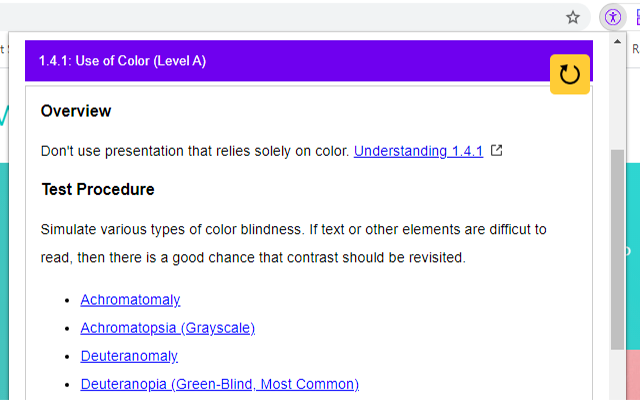 1.4.1: Use of Color (Level A)
Overview
Don't use presentation that relies solely on color. Understanding 1.4.1
Test Procedure
Simulate various types of color blindness. If text or other elements are difficut to
read, then there is a good chance that contrast should be revisited.
Achromatomaly
Achromatopsia (Grayscale)
Deuteranomaly
Deuteranopia (Green-Blind, Most Common)